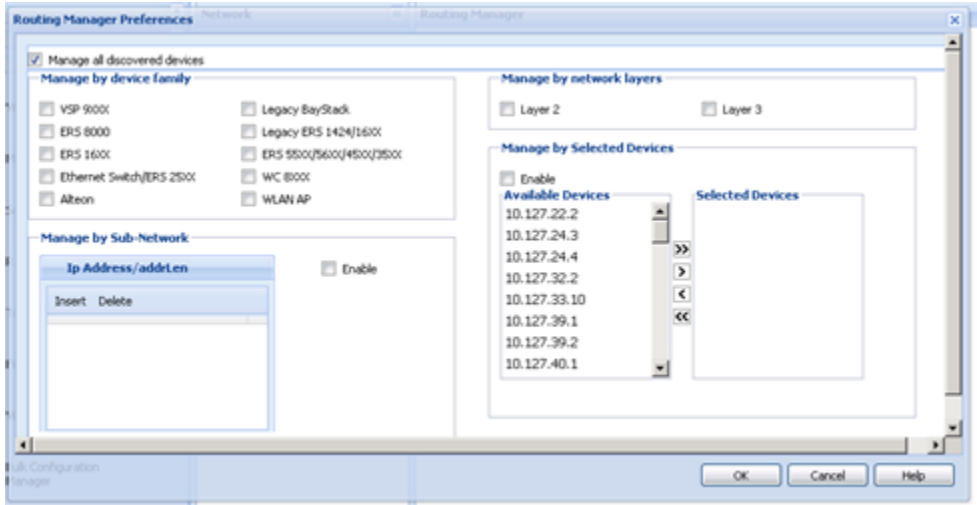 Network
Routing Manager
Routing Manager Preferences
Manage all discovered devices
Manage by device family
VSP 9XXX
Legacy BayStack
ERS 8000
Legacy ERS 1424/16XX
ERS 16XX
ERS 55XX/56XX/45XX/35XX
Ethernet Switch/ERS 25XX
WC 8XXX
Alteon
WLAN AP
Manage by network layers
Layer 2
Layer 3
Manage by Selected Devices
Enable
Available Devices
Selected Devices
10.127.22.2
10.127.24.3
10.127.24.4
10.127.32.2
10.127.33.10
10.127.39.1
10.127.39.2
10.127.40.1
>>
>
<
<<
Manage by Sub-Network
Ip Address/addrLen
Enable
Insert Delete
Configuration
Manager
OK
Cancel
Help